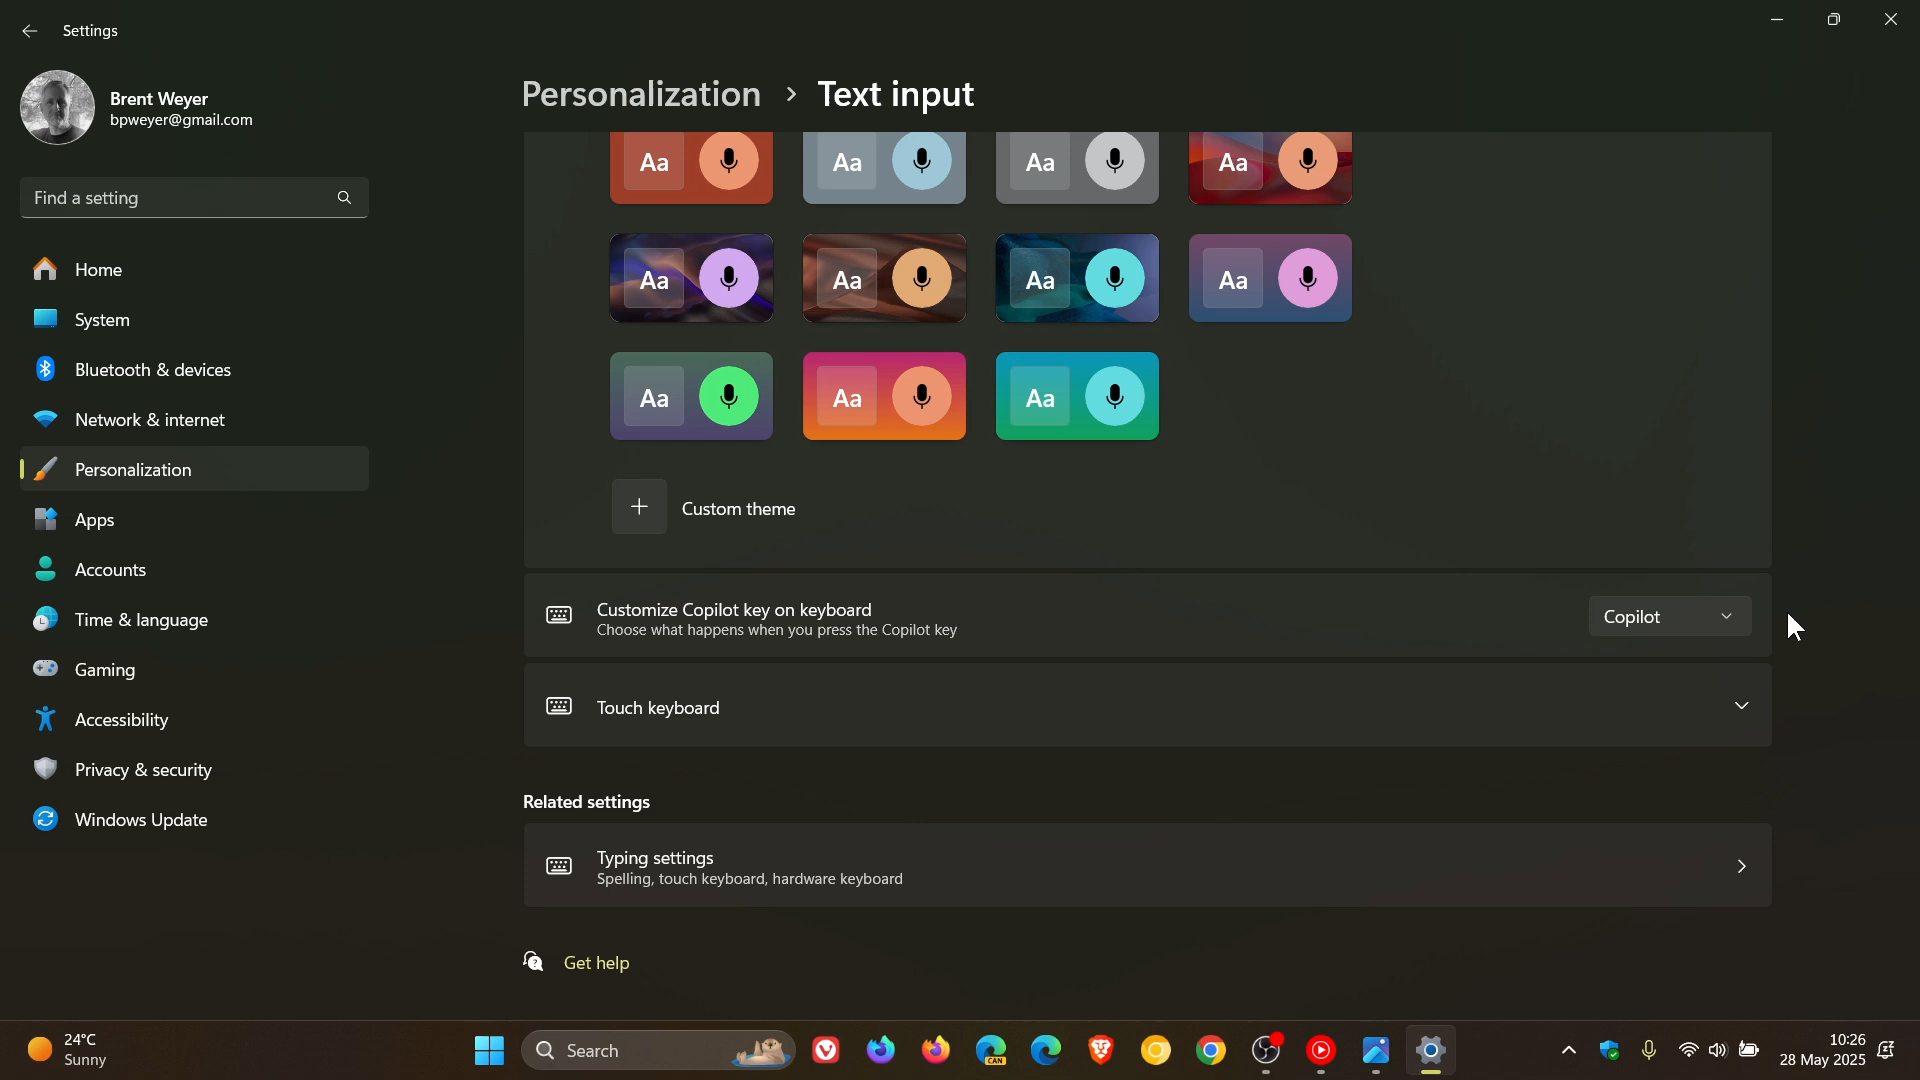 Settings
Brent Weyer
bpweyer@gmail.com
Find a setting
Home
System
Bluetooth & devices
Network & internet
Personalization
Apps
Accounts
Time & language
Gaming
Accessibility
Privacy & security
Windows Update
Personalization > Text input
Aa Aa Aa Aa
Aa Aa Aa Aa
Aa Aa Aa
Custom theme
Customize Copilot key on keyboard
Choose what happens when you press the Copilot key
Copilot
Touch keyboard
Related settings
Typing settings
Spelling, touch keyboard, hardware keyboard
Get help
24°C
Sunny
Search
CAN
10:26
28 May 2025